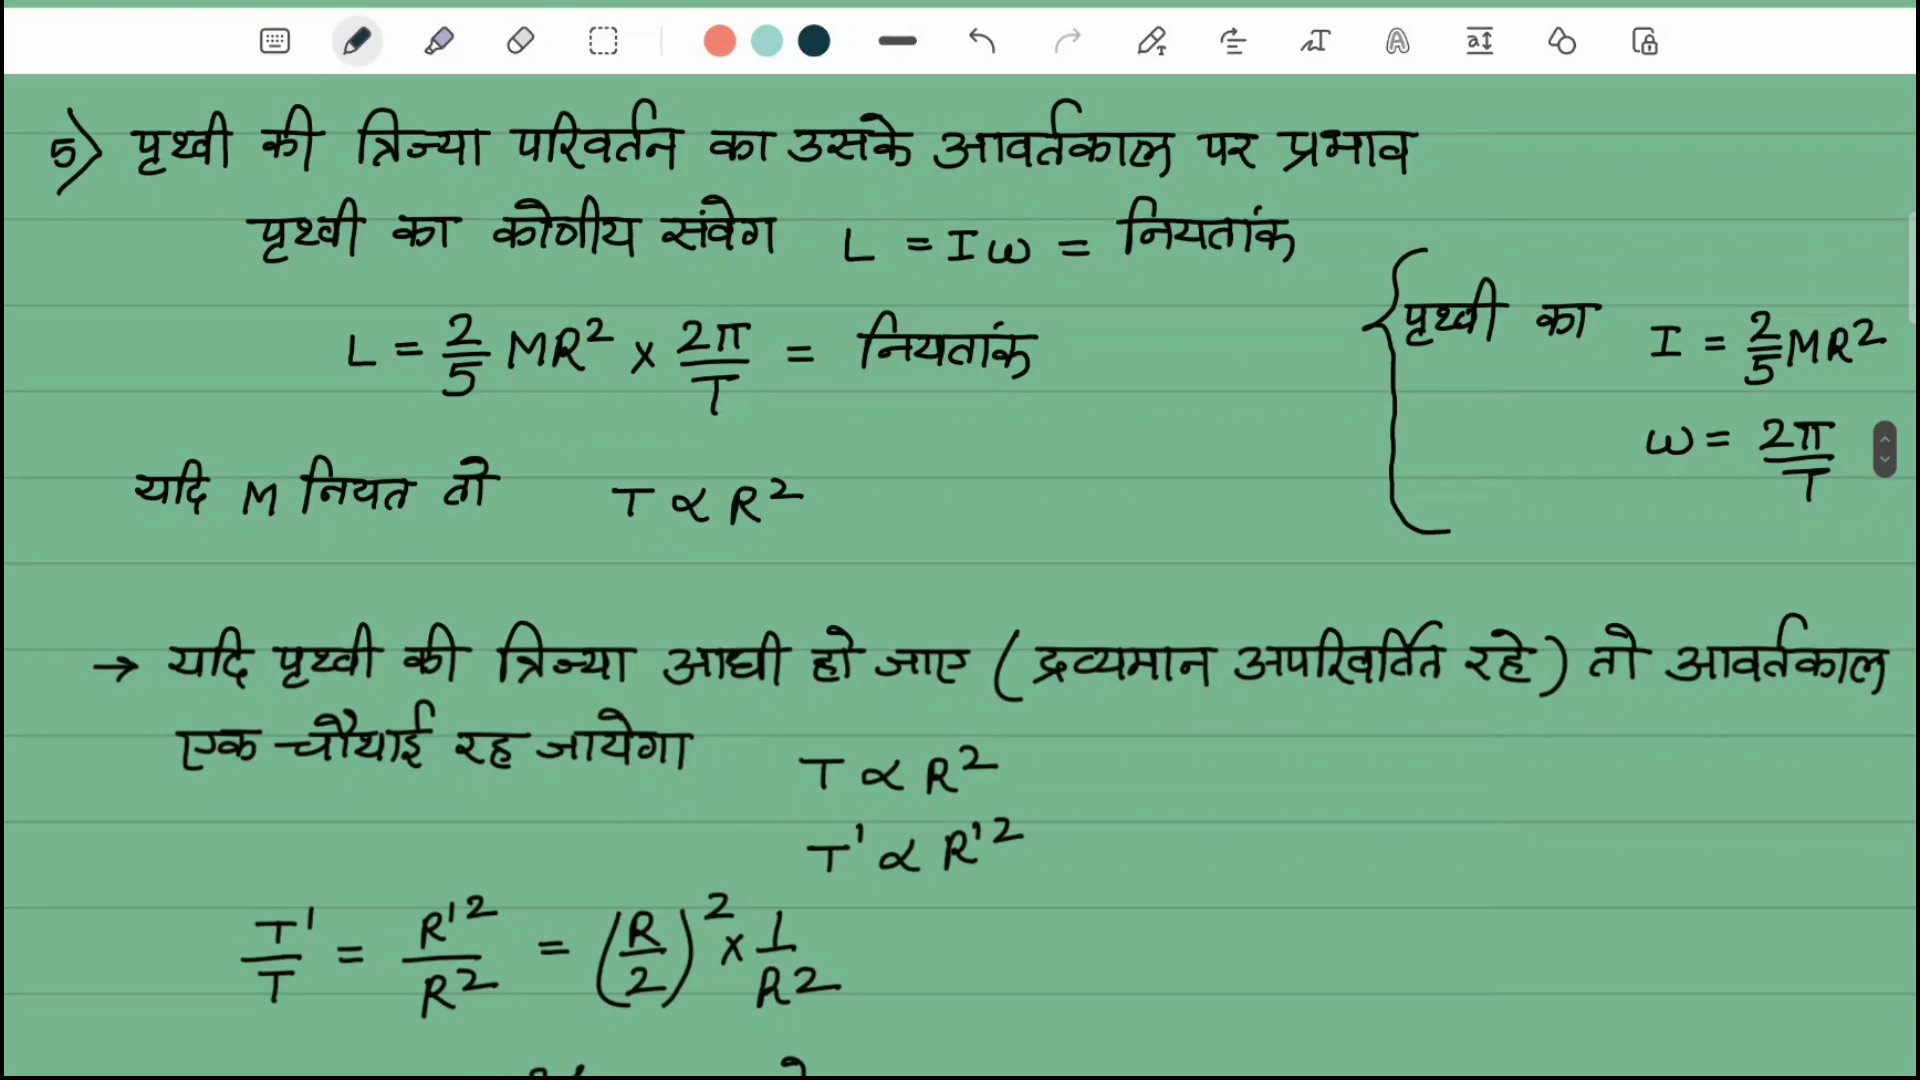 5) पृथ्वी की त्रिज्या परिवर्तन का उसके आवर्तकाल पर प्रभाव
पृथ्वी का कोणीय संवेग L = Iω = नियतांक
L = 2/5 MR² × 2π/T = नियतांक
{ पृथ्वी का I = 2/5 MR²
ω = 2π/T
यदि M नियत तो T ∝ R²
→ यदि पृथ्वी की त्रिज्या आधी हो जाए (द्रव्यमान अपरिवर्तित रहे) तो आवर्तकाल
एक चौथाई रह जायेगा
T ∝ R²
T' ∝ R'²
T'/T = R'²/R² = (R/2)² × 1/R²